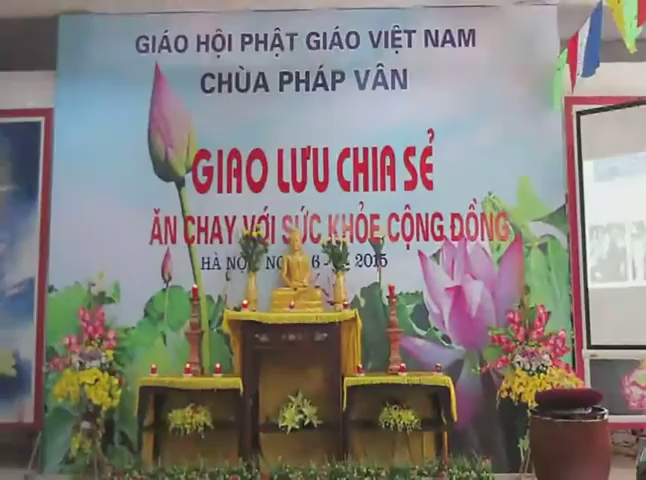 GIÁO HỘI PHẬT GIÁO VIỆT NAM
CHÙA PHÁP VÂN
GIAO LƯU CHIA SẺ
ĂN CHAY VỚI SỨC KHỎE CỘNG ĐỒNG
HÀ NỘI 2015